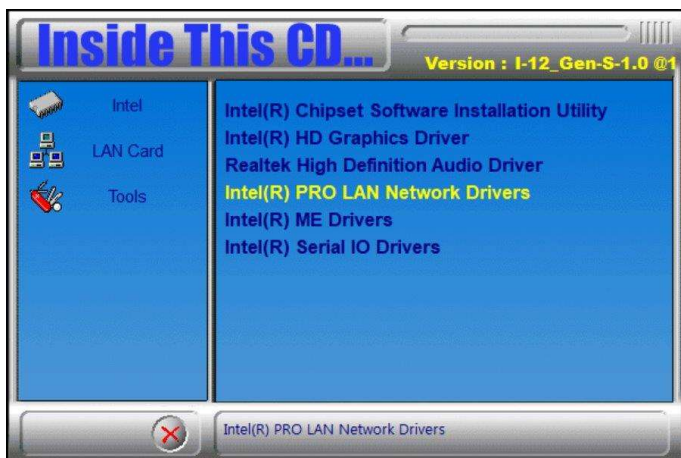 Inside This CD...
Version : I-12_Gen-S-1.0 @1
Intel
LAN Card
Tools
Intel(R) Chipset Software Installation Utility
Intel(R) HD Graphics Driver
Realtek High Definition Audio Driver
Intel(R) PRO LAN Network Drivers
Intel(R) ME Drivers
Intel(R) Serial IO Drivers
Intel(R) PRO LAN Network Drivers